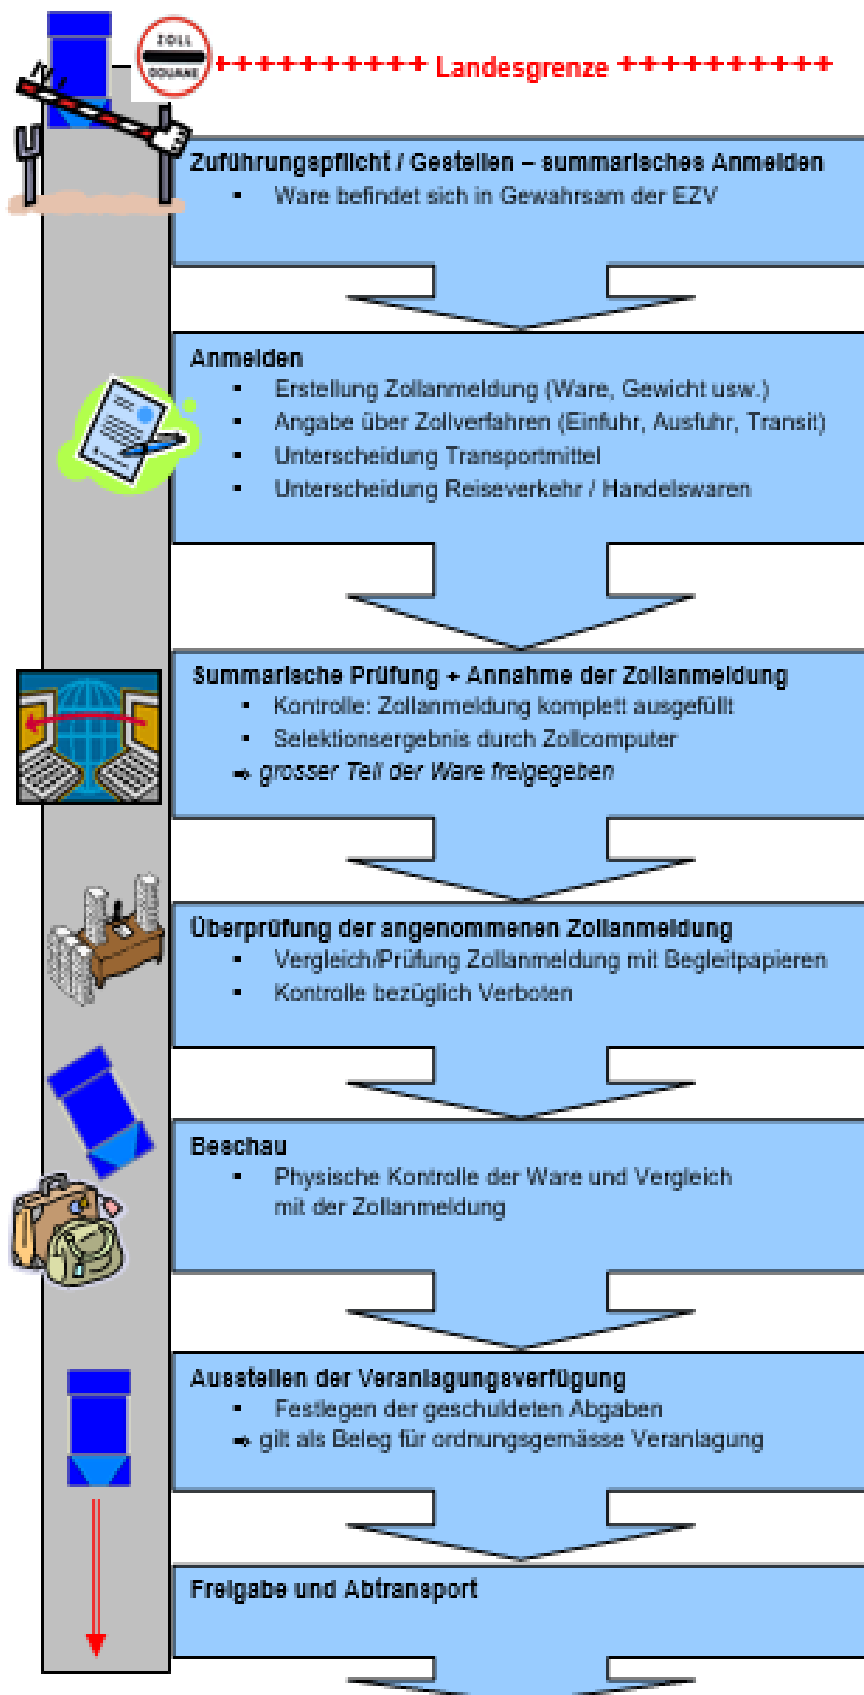 ZOLL
DOUANE
++++++++++ Landesgrenze ++++++++++
Zuführungspflicht / Gestellen – summarisches Anmelden
▪ Ware befindet sich in Gewahrsam der EZV
Anmelden
▪ Erstellung Zollanmeldung (Ware, Gewicht usw.)
▪ Angabe über Zollverfahren (Einfuhr, Ausfuhr, Transit)
▪ Unterscheidung Transportmittel
▪ Unterscheidung Reiseverkehr / Handelswaren
Summarische Prüfung + Annahme der Zollanmeldung
▪ Kontrolle: Zollanmeldung komplett ausgefüllt
▪ Selektionsergebnis durch Zollcomputer
➡ grosser Teil der Ware freigegeben
Überprüfung der angenommenen Zollanmeldung
▪ Vergleich/Prüfung Zollanmeldung mit Begleitpapieren
▪ Kontrolle bezüglich Verboten
Beschau
▪ Physische Kontrolle der Ware und Vergleich
mit der Zollanmeldung
Ausstellen der Veranlagungsverfügung
▪ Festlegen der geschuldeten Abgaben
➡ gilt als Beleg für ordnungsgemässe Veranlagung
Freigabe und Abtransport